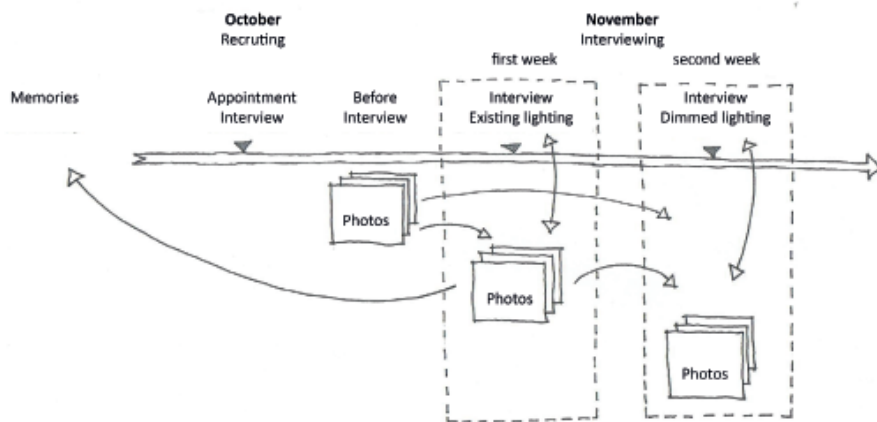 October
Recruting
November
Interviewing
first week
second week
Memories
Appointment
Interview
Before
Interview
Interview
Existing lighting
Interview
Dimmed lighting
Photos
Photos
Photos